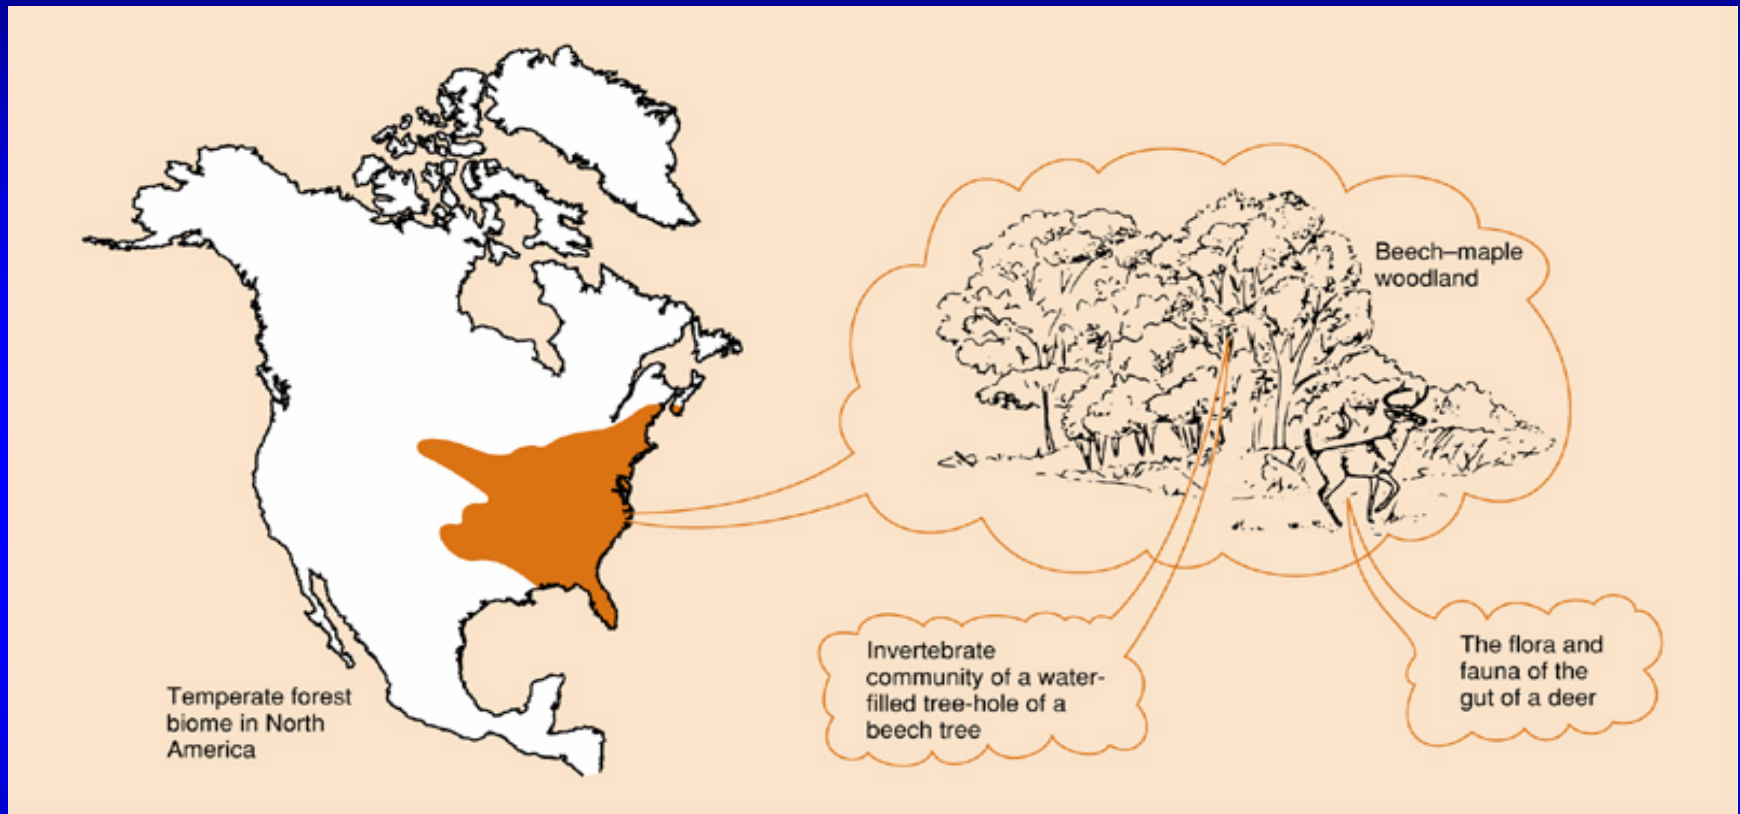 Beech–maple
woodland
Invertebrate
community of a water-
filled tree-hole of a
beech tree
The flora and
fauna of the
gut of a deer
Temperate forest
biome in North
America